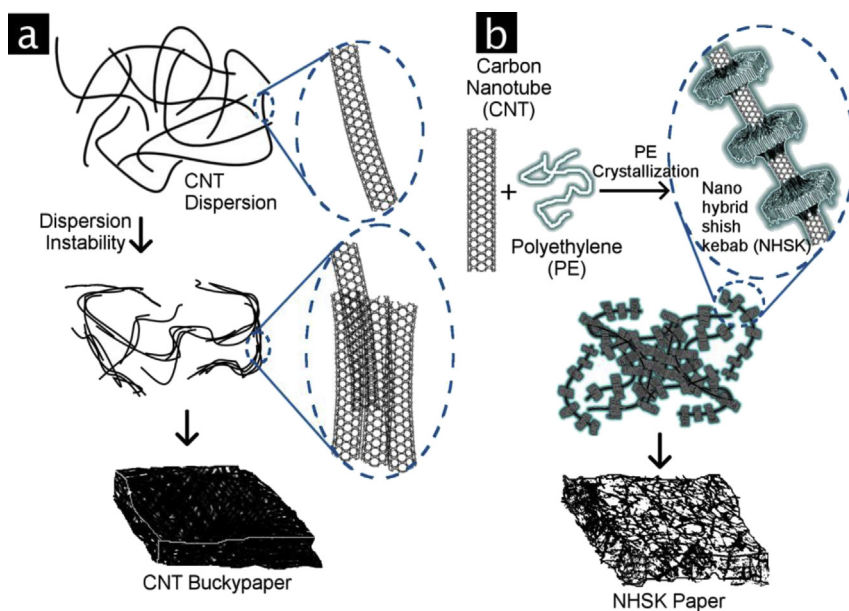 a
CNT
Dispersion
Dispersion
Instability
CNT Buckypaper
b
Carbon
Nanotube
(CNT)
+
PE
Crystallization
Polyethylene
(PE)
Nano
hybrid
shish
kebab (NHSK)
NHSK Paper